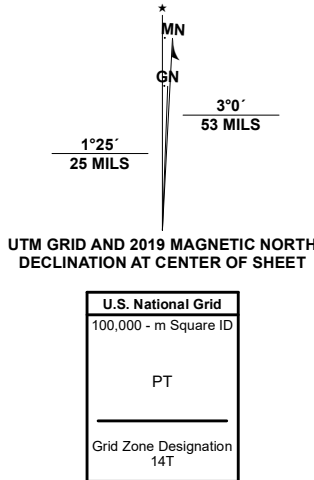 ★
MN
GN
3°0´
53 MILS
1°25´
25 MILS
UTM GRID AND 2019 MAGNETIC NORTH
DECLINATION AT CENTER OF SHEET
U.S. National Grid
100,000 - m Square ID
PT
Grid Zone Designation
14T